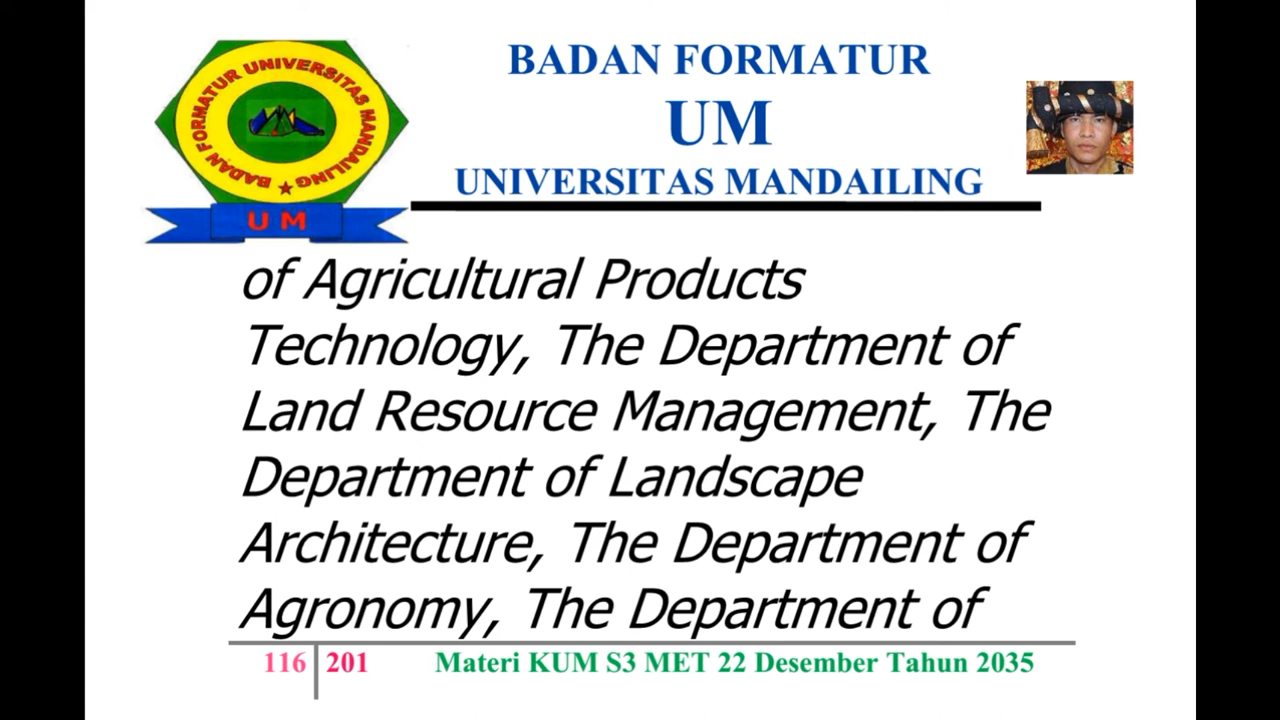 BADAN FORMATUR UNIVERSITAS MANDAILING
U M
BADAN FORMATUR
UM
UNIVERSITAS MANDAILING
of Agricultural Products
Technology, The Department of
Land Resource Management, The
Department of Landscape
Architecture, The Department of
Agronomy, The Department of
116 201 Materi KUM S3 MET 22 Desember Tahun 2035